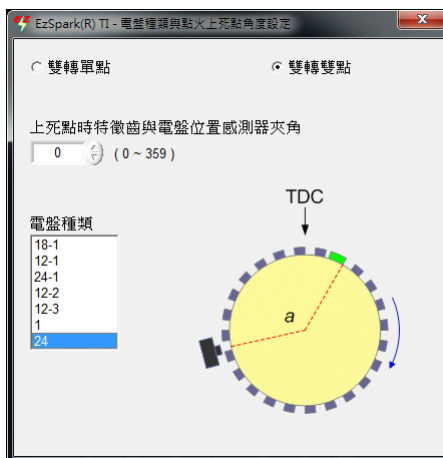 EzSpark(R) TI - 電盤種類與點火上死點角度設定
雙轉單點
雙轉雙點
上死點時特徵齒與電盤位置感測器夾角
0 ( 0 ~ 359 )
TDC
電盤種類
18-1
12-1
24-1
12-2
12-3
1
24
a